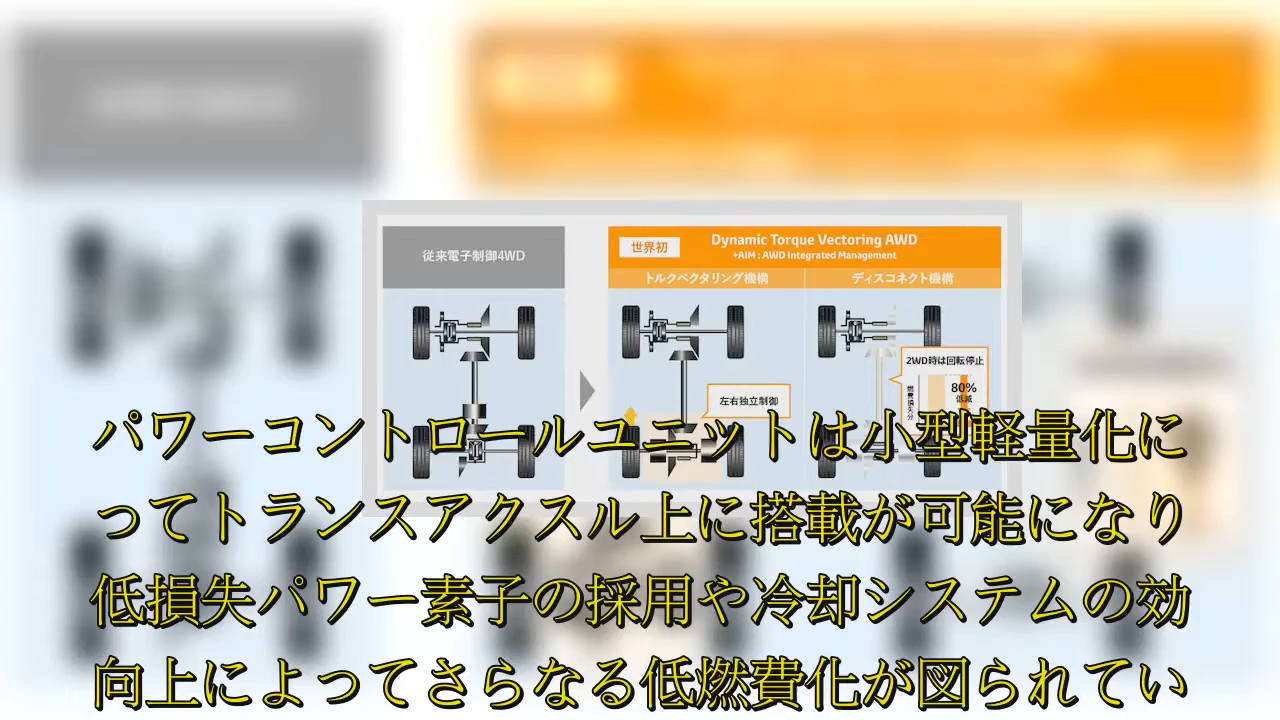 従来電子制御4WD
世界初
Dynamic Torque Vectoring AWD
+AIM : AWD Integrated Management
トルクベクタリング機構
ディスコネクト機構
2WD時は回転停止
燃費損失分
80%
低減
左右独立制御
パワーコントロールユニットは小型軽量化に
ってトランスアクスル上に搭載が可能になり
低損失パワー素子の採用や冷却システムの効
向上によってさらなる低燃費化が図られてい